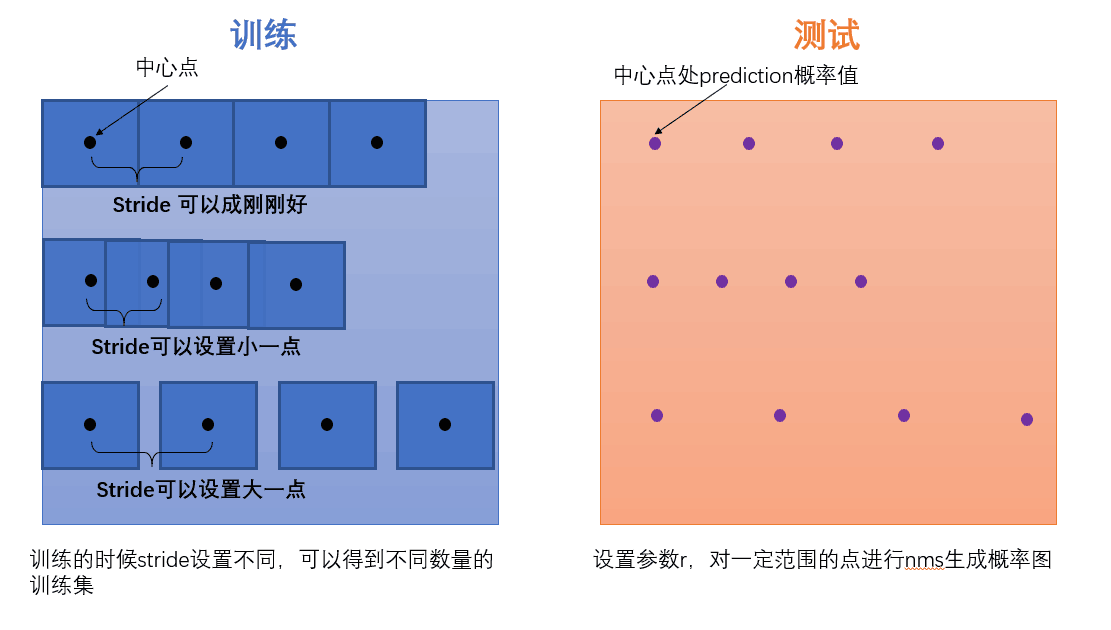 训练
中心点
Stride 可以成刚刚好
Stride可以设置小一点
Stride可以设置大一点
训练的时候stride设置不同，可以得到不同数量的
训练集
测试
中心点处prediction概率值
设置参数r，对一定范围的点进行nms生成概率图